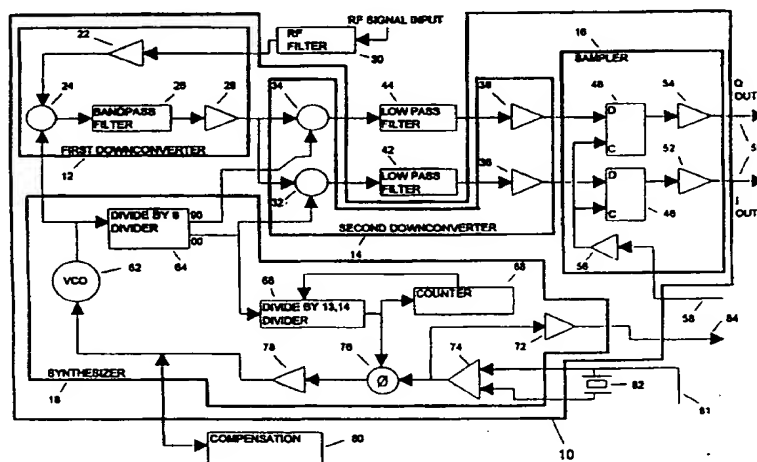 RF SIGNAL INPUT
22
RF
FILTER
30
16
SAMPLER
24
26
28
34
44
38
48
54
Q
OUT
BANDPASS
FILTER
LOW PASS
FILTER
D
C
FIRST DOWNCONVERTER
12
42
36
52
LOW PASS
FILTER
D
C
46
I
OUT
32
DIVIDE BY 6
DIVIDER
90
00
SECOND DOWNCONVERTER
14
56
VCO
62
64
66
68
COUNTER
58
84
DIVIDE BY 13,14
DIVIDER
78
76
74
72
Ø
SYNTHESIZER
18
82
81
COMPENSATION
80
10